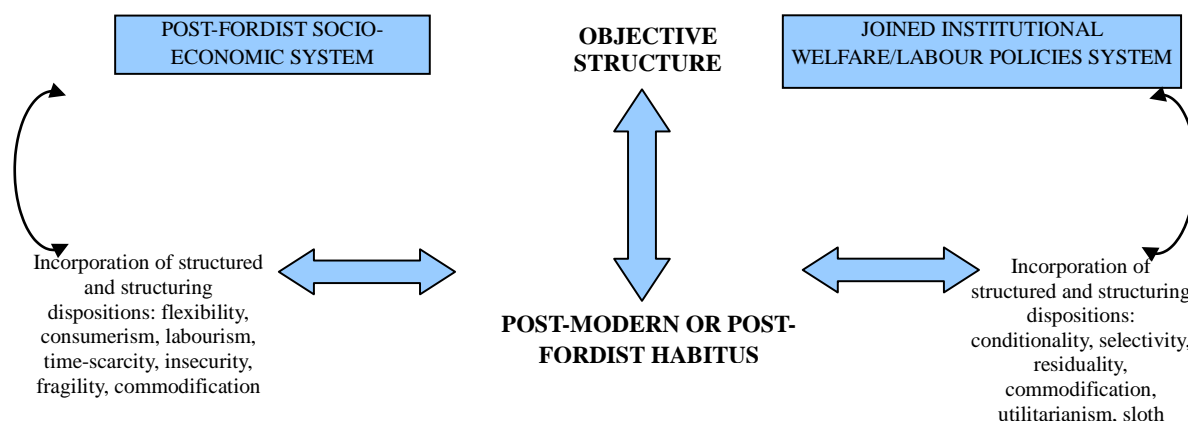 POST-FORDIST SOCIO-
ECONOMIC SYSTEM
OBJECTIVE
STRUCTURE
JOINED INSTITUTIONAL
WELFARE/LABOUR POLICIES SYSTEM
Incorporation of structured
and structuring
dispositions: flexibility,
consumerism, labourism,
time-scarcity, insecurity,
fragility, commodification
POST-MODERN OR POST-
FORDIST HABITUS
Incorporation of
structured and structuring
dispositions:
conditionality, selectivity,
residuality,
commodification,
utilitarianism, sloth